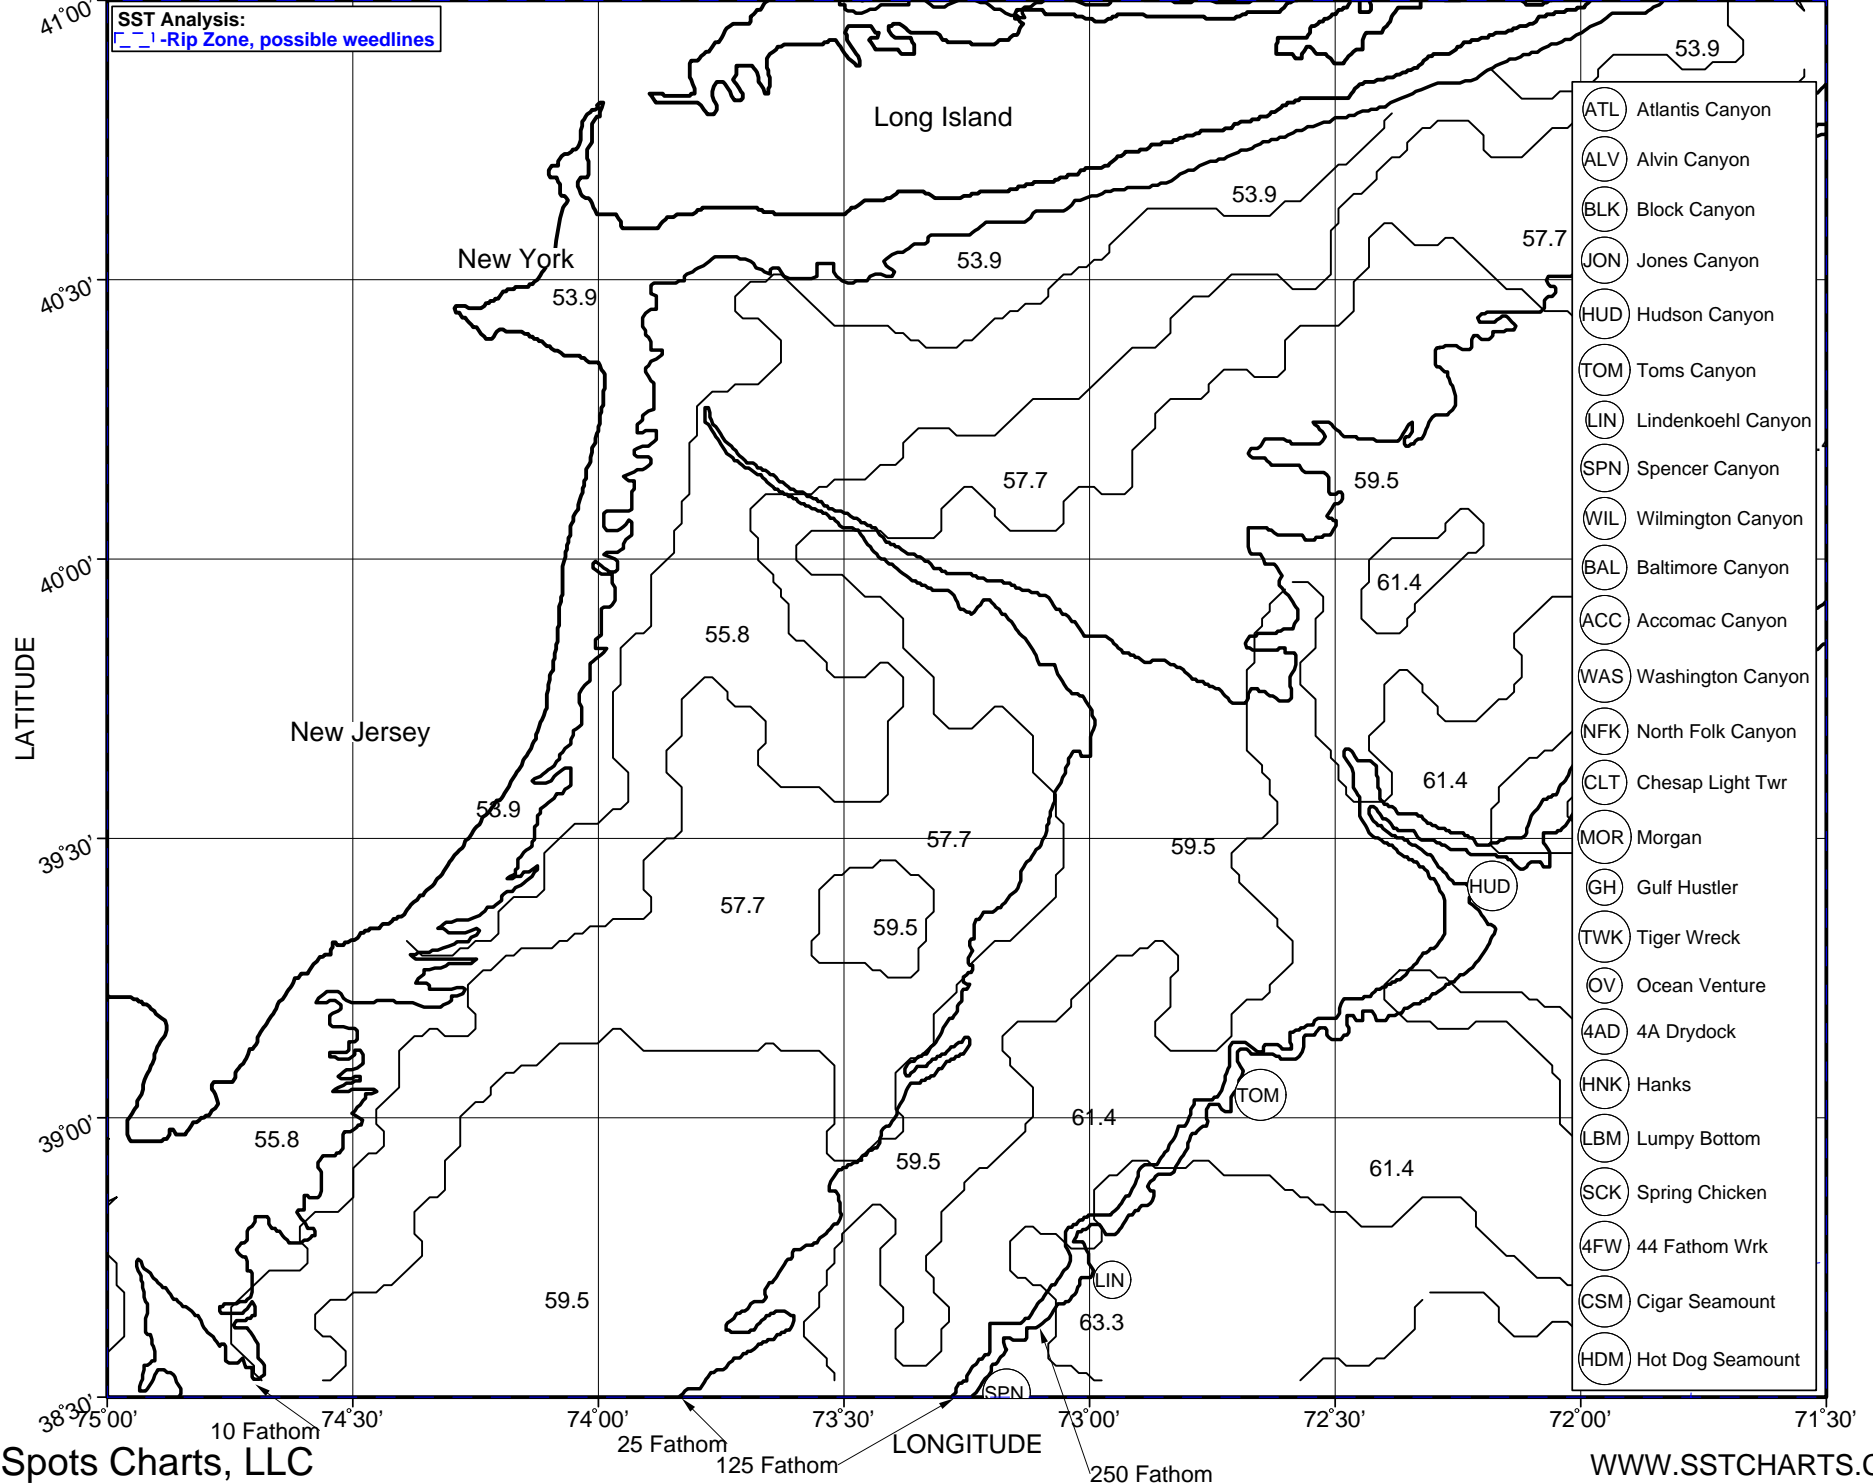 SST Analysis:
-Rip Zone, possible weedlines
41°00'
40°30'
40°00'
39°30'
39°00'
38°30'
LATITUDE
Long Island
New York
New Jersey
53.9
53.9
57.7
53.9
53.9
57.7
59.5
61.4
55.8
61.4
53.9
57.7
59.5
57.7
59.5
61.4
55.8
59.5
61.4
59.5
63.3
HUD
TOM
LIN
SPN
ATL Atlantis Canyon
ALV Alvin Canyon
BLK Block Canyon
JON Jones Canyon
HUD Hudson Canyon
TOM Toms Canyon
LIN Lindenkoehl Canyon
SPN Spencer Canyon
WIL Wilmington Canyon
BAL Baltimore Canyon
ACC Accomac Canyon
WAS Washington Canyon
NFK North Folk Canyon
CLT Chesap Light Twr
MOR Morgan
GH Gulf Hustler
TWK Tiger Wreck
OV Ocean Venture
4AD 4A Drydock
HNK Hanks
LBM Lumpy Bottom
SCK Spring Chicken
4FW 44 Fathom Wrk
CSM Cigar Seamount
HDM Hot Dog Seamount
75°00' 74°30' 74°00' 73°30' 73°00' 72°30' 72°00' 71°30'
10 Fathom
25 Fathom
125 Fathom
250 Fathom
LONGITUDE
Spots Charts, LLC
WWW.SSTCHARTS.C